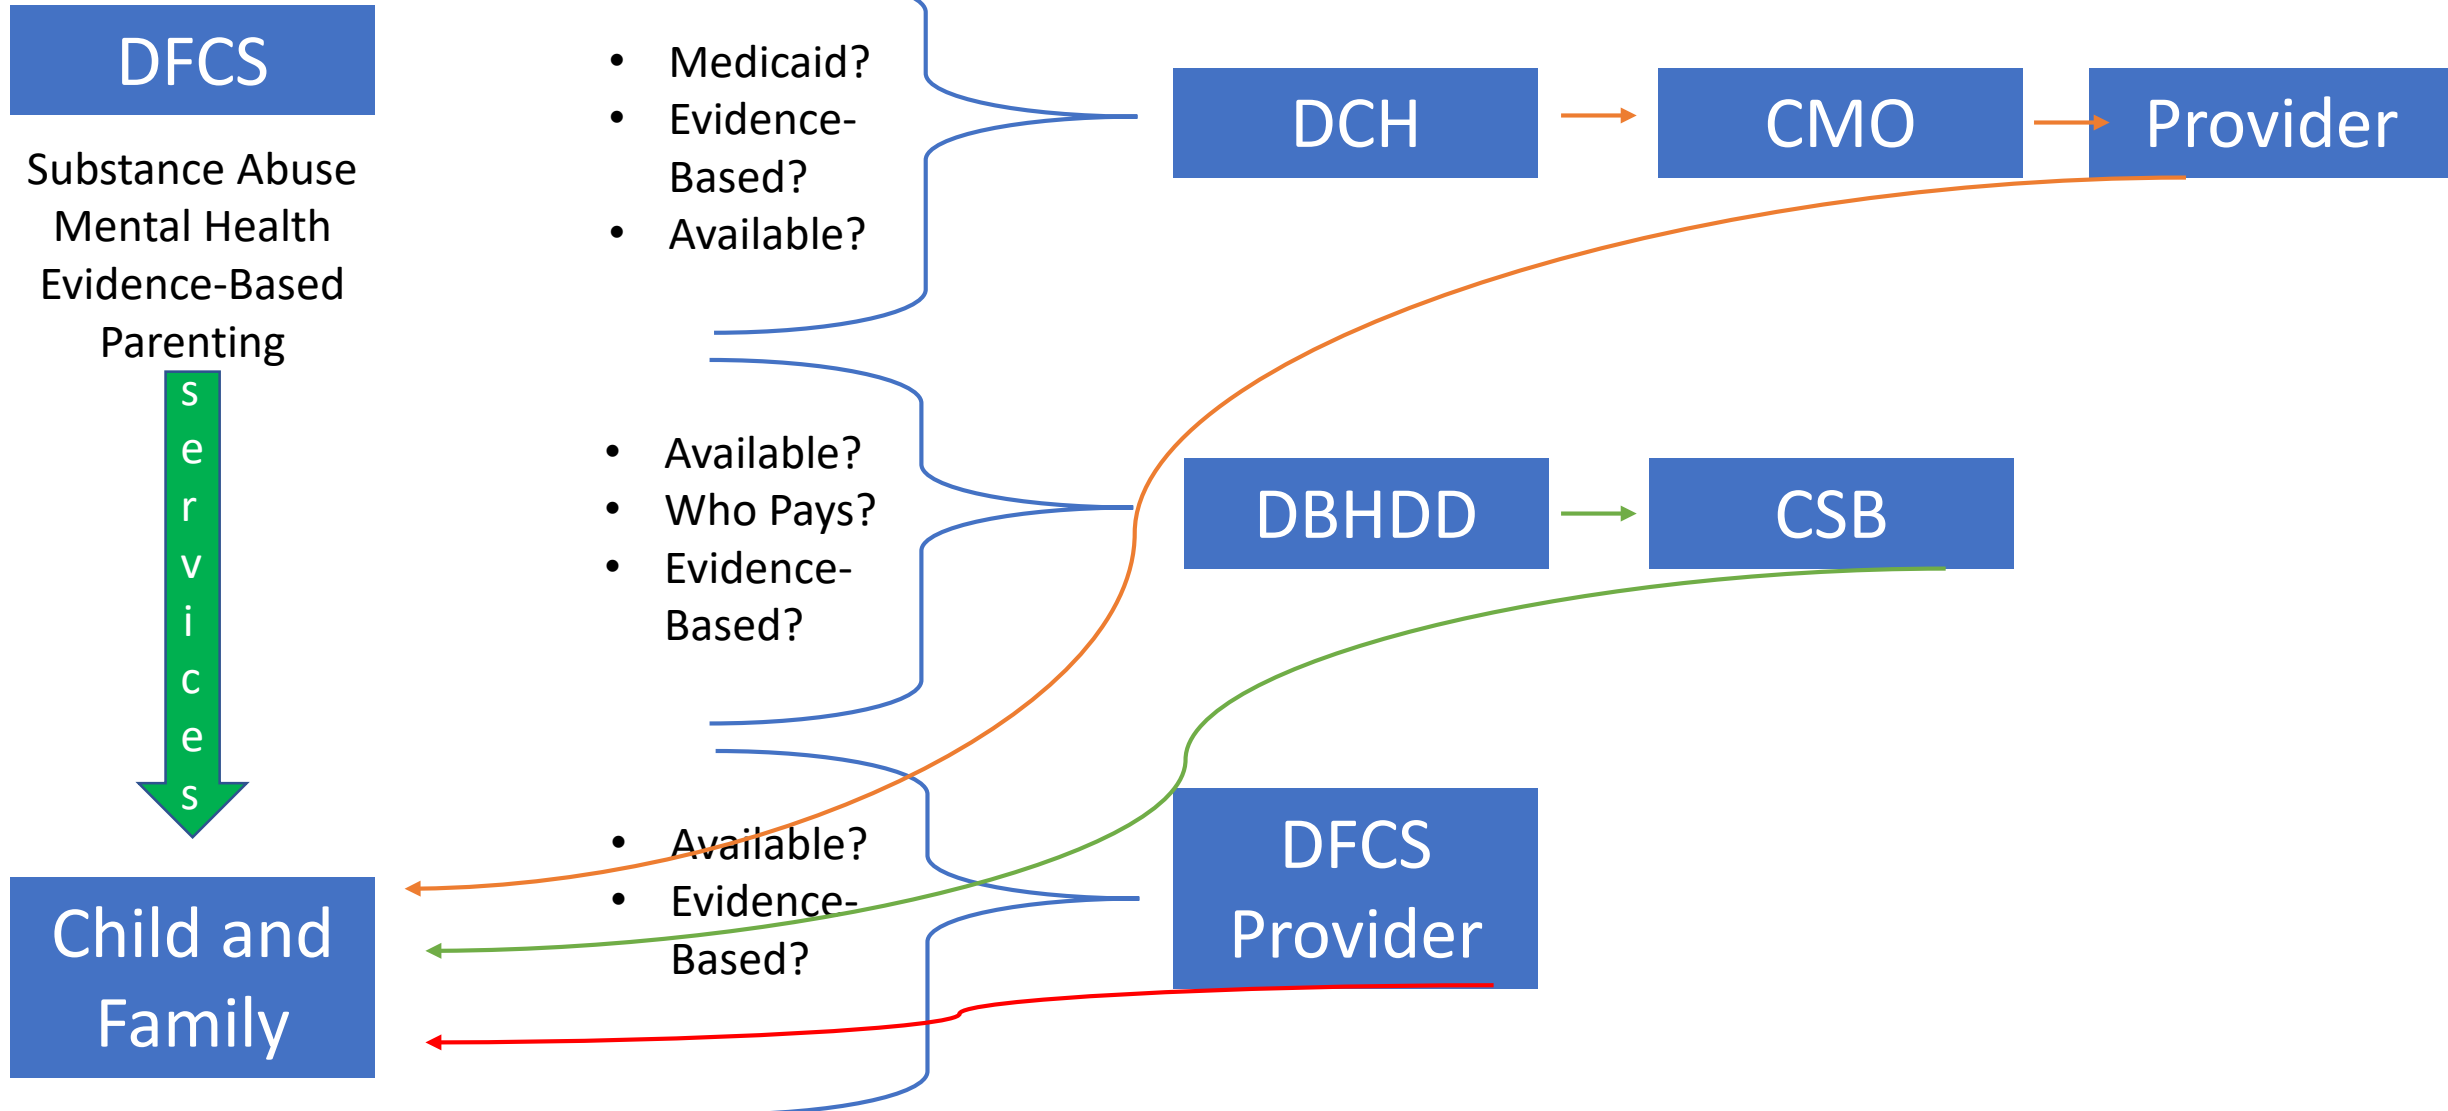 DFCS
Substance Abuse
Mental Health
Evidence-Based
Parenting
services
Child and
Family
• Medicaid?
• Evidence-
Based?
• Available?
DCH
CMO
Provider
• Available?
• Who Pays?
• Evidence-
Based?
DBHDD
CSB
• Available?
• Evidence-
Based?
DFCS
Provider